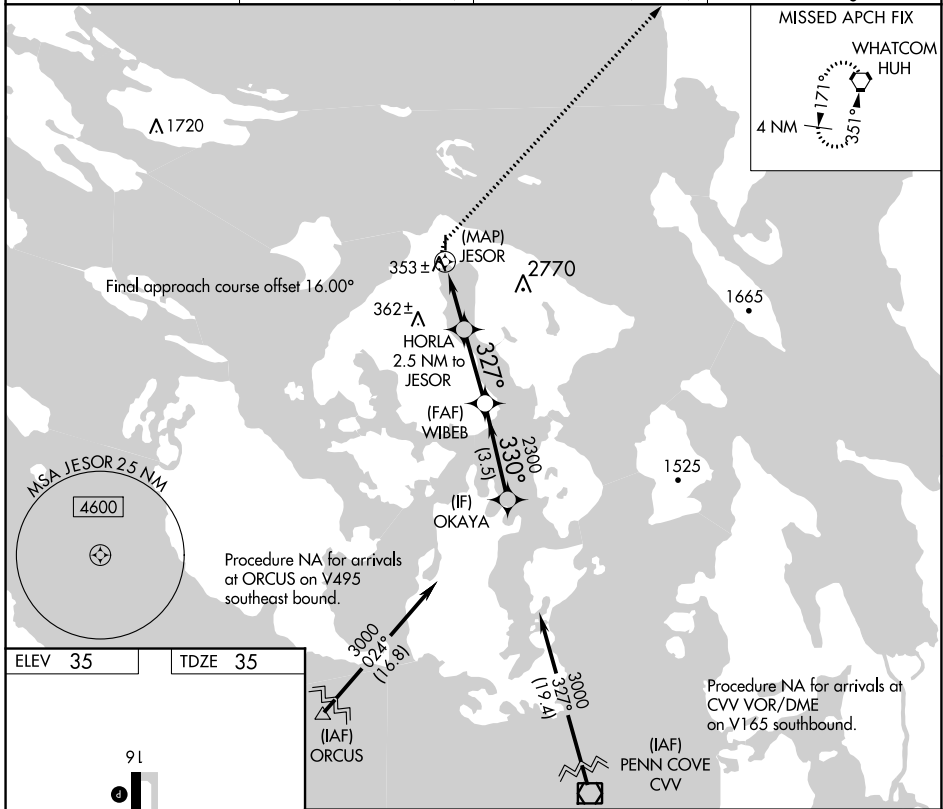 MISSED APCH FIX
WHATCOM
HUH
171°
351°
4 NM
1720
(MAP)
JESOR
353±
2770
Final approach course offset 16.00°
362±
1665
HORLA
2.5 NM to
JESOR
327°
(FAF)
WIBEB
2300
330°
(3.5)
1525
MSA JESOR 25 NM
4600
(IF)
OKAYA
Procedure NA for arrivals
at ORCUS on V495
southeast bound.
3000
024°
(16.8)
3000
327°
(19.4)
ELEV 35
TDZE 35
Procedure NA for arrivals at
CVV VOR/DME
on V165 southbound.
(IAF)
ORCUS
(IAF)
PENN COVE
CVV
16
P